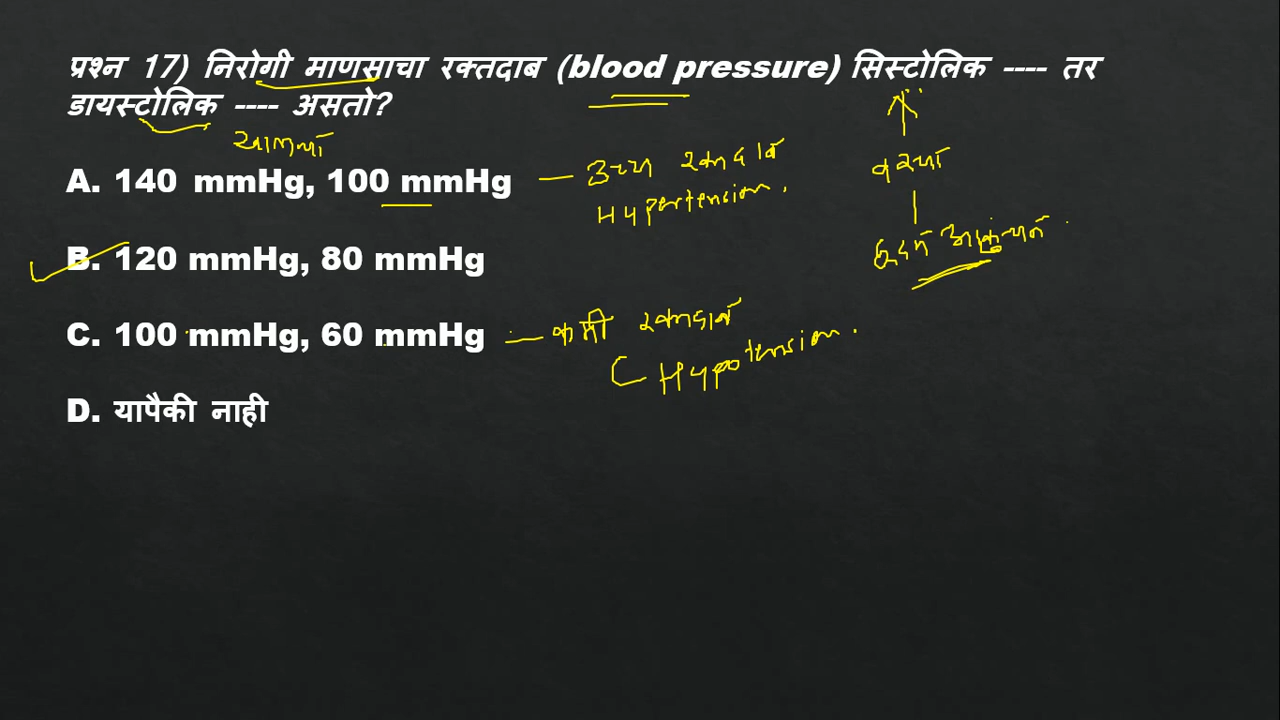 प्रश्न 17) निरोगी माणसाचा रक्तदाब (blood pressure) सिस्टोलिक ---- तर
डायस्टोलिक ---- असतो?
खालचा
A. 140 mmHg, 100 mmHg
उच्च रक्तदाब
Hypertension.
वरचा
हृदय आकुंचन
B. 120 mmHg, 80 mmHg
C. 100 mmHg, 60 mmHg
कमी रक्तदाब
Hypotension.
D. यापैकी नाही